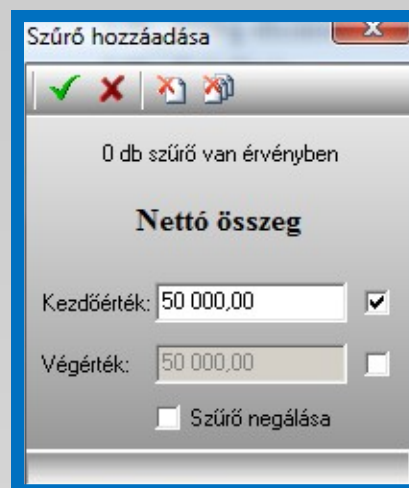 Szűrő hozzáadása
0 db szűrő van érvényben
Nettó összeg
Kezdőérték: 50 000,00
Végérték: 50 000,00
Szűrő negálása